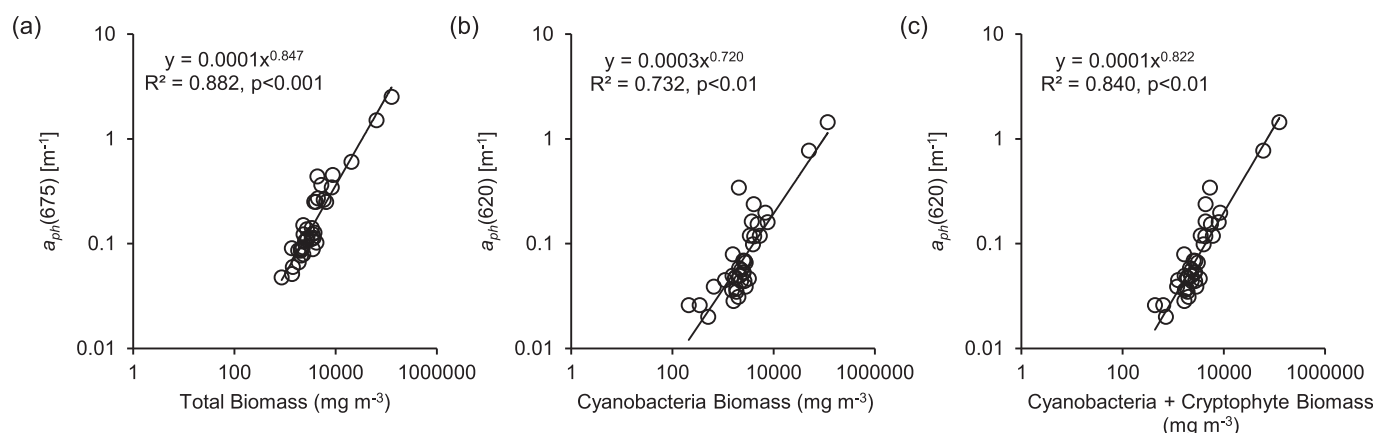 (a)
y = 0.0001x^0.847
R² = 0.882, p<0.001
10
1
0.1
0.01
a_ph(675) [m⁻¹]
1
100
10000
1000000
Total Biomass (mg m⁻³)
(b)
y = 0.0003x^0.720
R² = 0.732, p<0.01
10
1
0.1
0.01
a_ph(620) [m⁻¹]
1
100
10000
1000000
Cyanobacteria Biomass (mg m⁻³)
(c)
y = 0.0001x^0.822
R² = 0.840, p<0.01
10
1
0.1
0.01
a_ph(620) [m⁻¹]
1
100
10000
1000000
Cyanobacteria + Cryptophyte Biomass
(mg m⁻³)